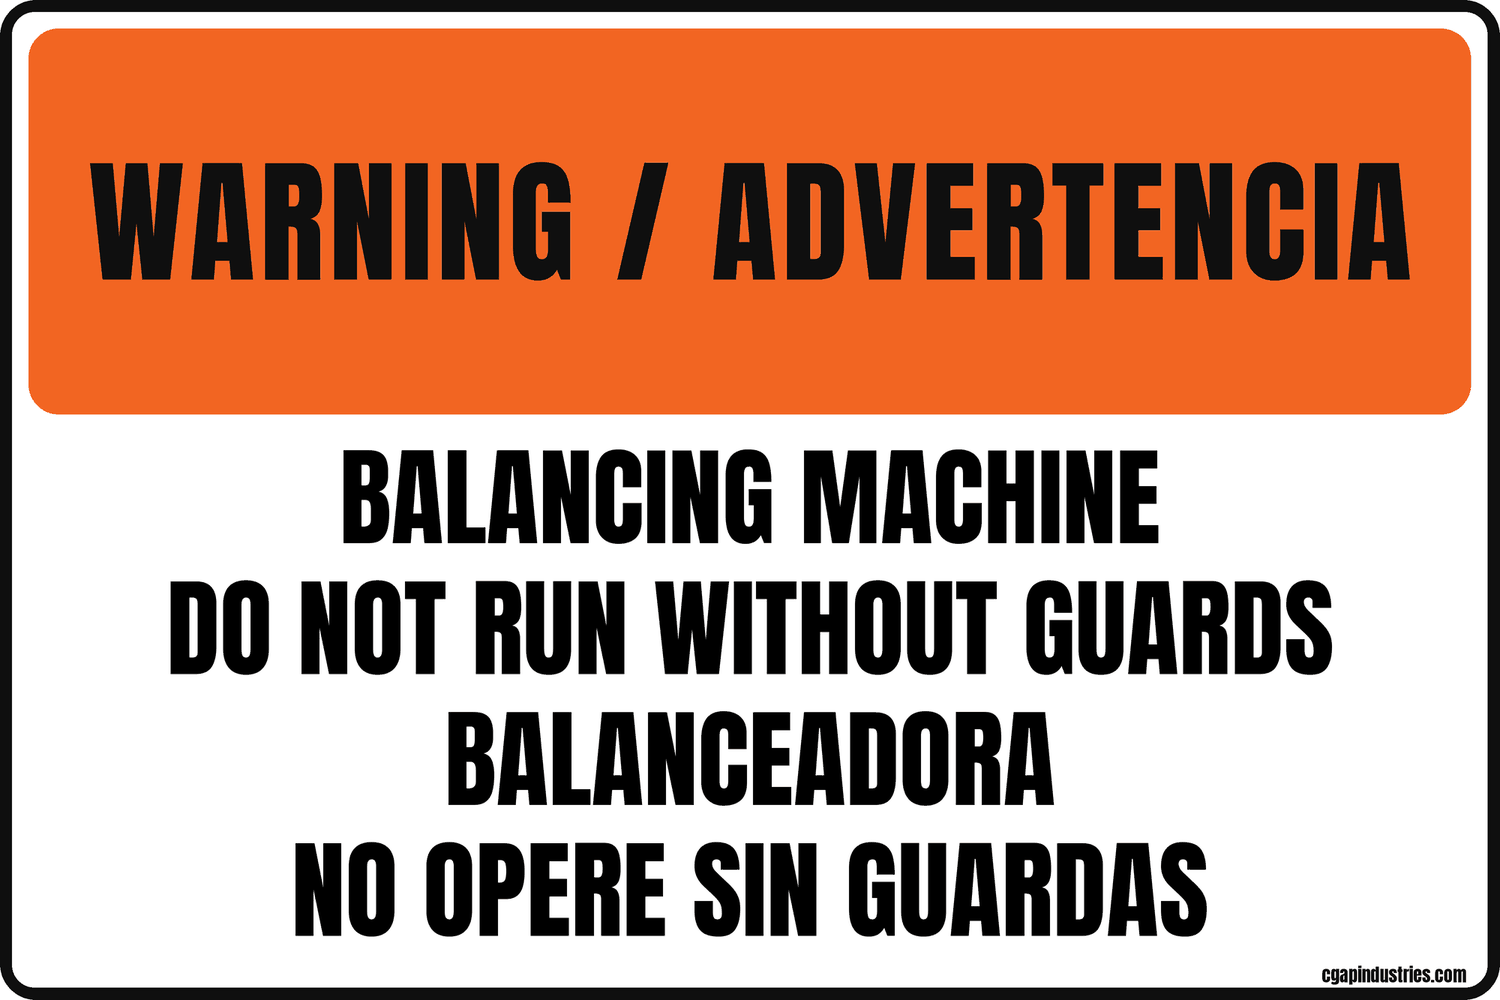 WARNING / ADVERTENCIA
BALANCING MACHINE
DO NOT RUN WITHOUT GUARDS
BALANCEADORA
NO OPERE SIN GUARDAS
cgapindustries.com